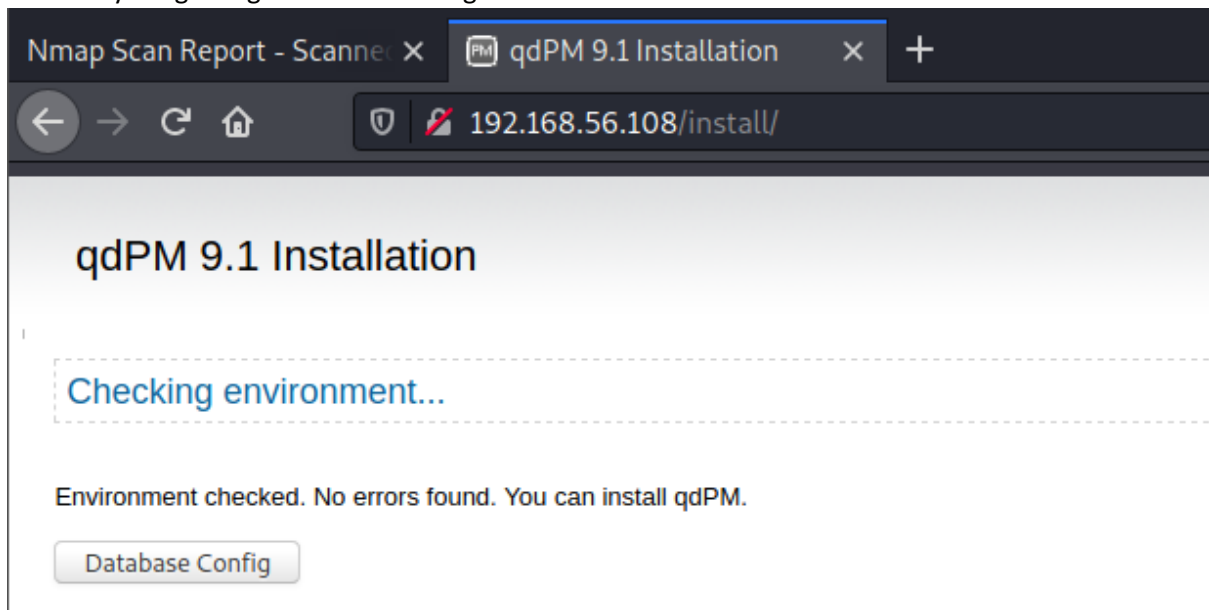 Nmap Scan Report - Scanne
PM qdPM 9.1 Installation
192.168.56.108/install/
qdPM 9.1 Installation
Checking environment...
Environment checked. No errors found. You can install qdPM.
Database Config